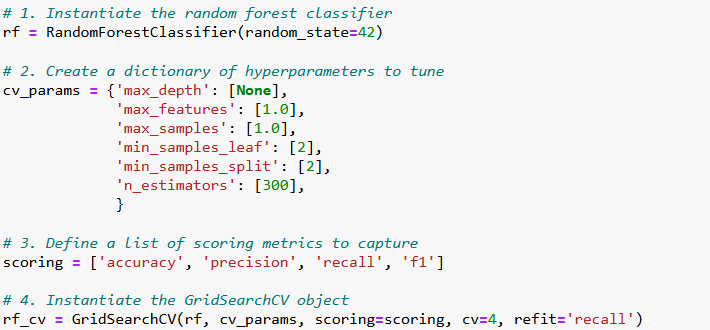 # 1. Instantiate the random forest classifier
rf = RandomForestClassifier(random_state=42)
# 2. Create a dictionary of hyperparameters to tune
cv_params = {'max_depth': [None],
'max_features': [1.0],
'max_samples': [1.0],
'min_samples_leaf': [2],
'min_samples_split': [2],
'n_estimators': [300],
}
# 3. Define a list of scoring metrics to capture
scoring = ['accuracy', 'precision', 'recall', 'f1']
# 4. Instantiate the GridSearchCV object
rf_cv = GridSearchCV(rf, cv_params, scoring=scoring, cv=4, refit='recall')